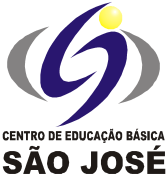 CENTRO DE EDUCAÇÃO BÁSICA
SÃO JOSÉ